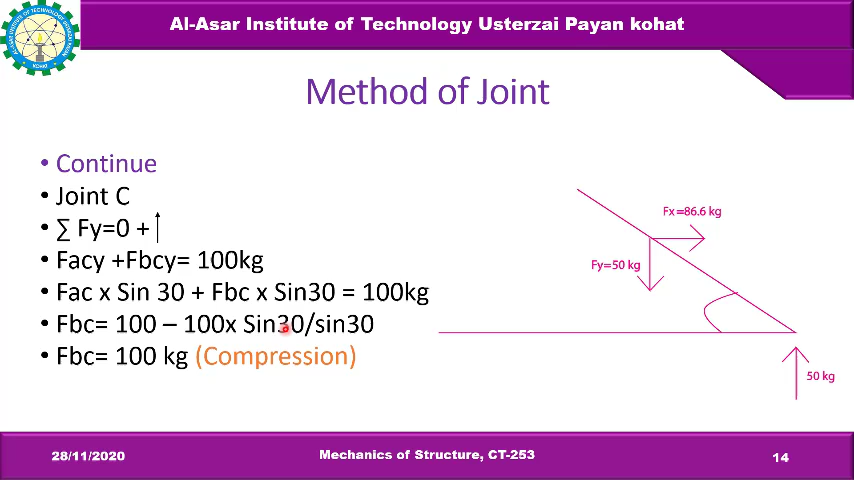 Al-Asar Institute of Technology Usterzai Payan kohat
Method of Joint
• Continue
• Joint C
• ∑ Fy=0 +
• Facy +Fbcy= 100kg
• Fac x Sin 30 + Fbc x Sin30 = 100kg
• Fbc= 100 – 100x Sin30/sin30
• Fbc= 100 kg (Compression)
Fx=86.6 kg
Fy=50 kg
50 kg
28/11/2020
Mechanics of Structure, CT-253
14